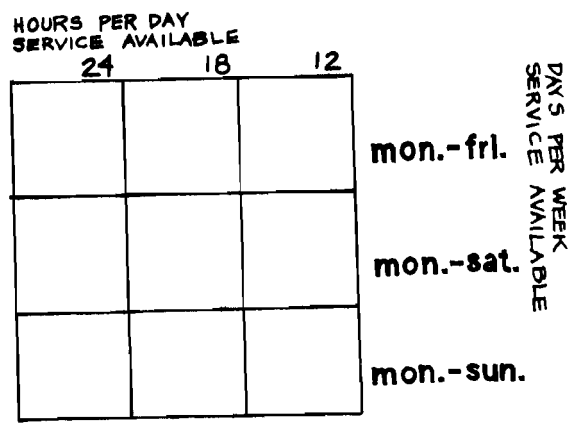 HOURS PER DAY
SERVICE AVAILABLE
24 18 12
mon.-fri.
mon.-sat.
mon.-sun.
DAYS PER WEEK
SERVICE AVAILABLE